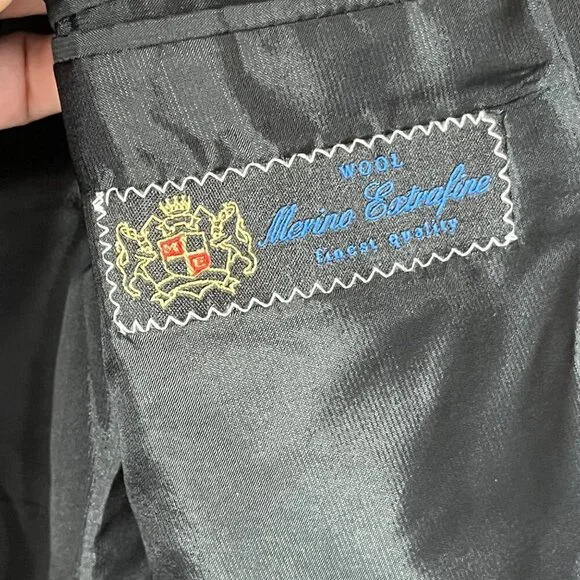 WOOL
Merino Extrafine
finest quality
M
E